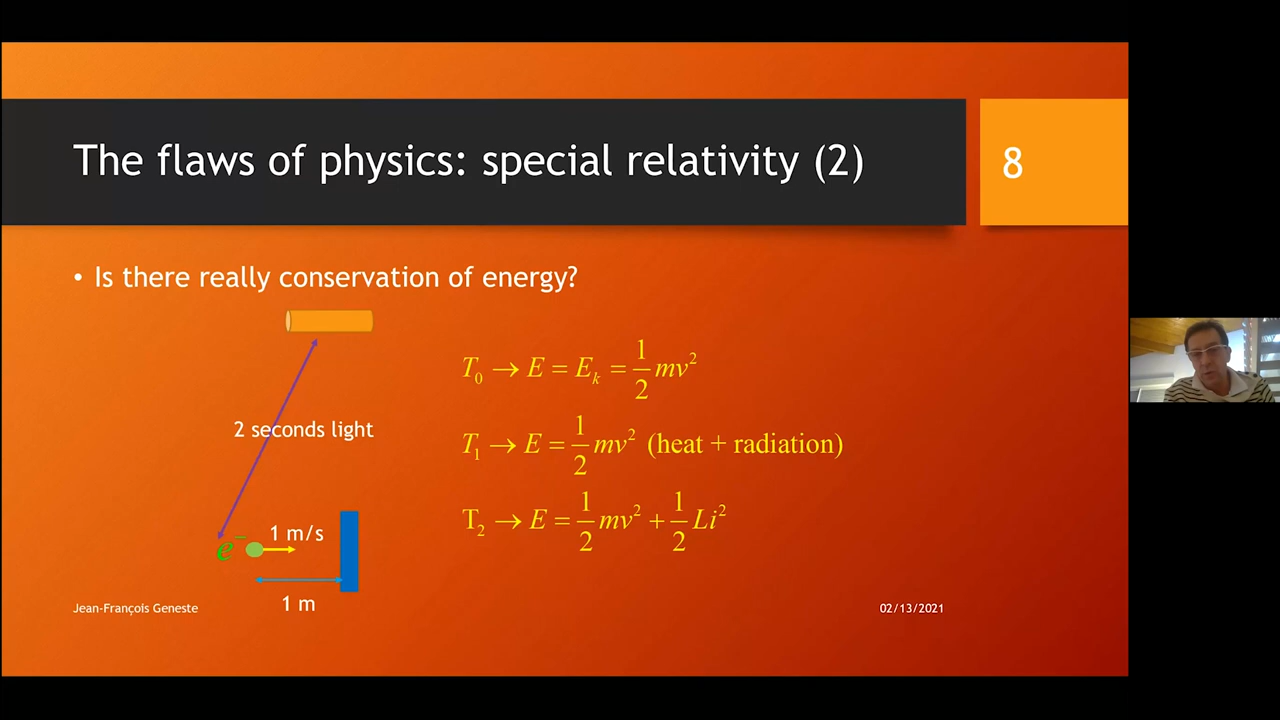 The flaws of physics: special relativity (2)
8
• Is there really conservation of energy?
2 seconds light
e⁻
1 m/s
1 m
T₀ → E = Eₖ = 1/2 mv²
T₁ → E = 1/2 mv² (heat + radiation)
T₂ → E = 1/2 mv² + 1/2 Li²
Jean-François Geneste
02/13/2021